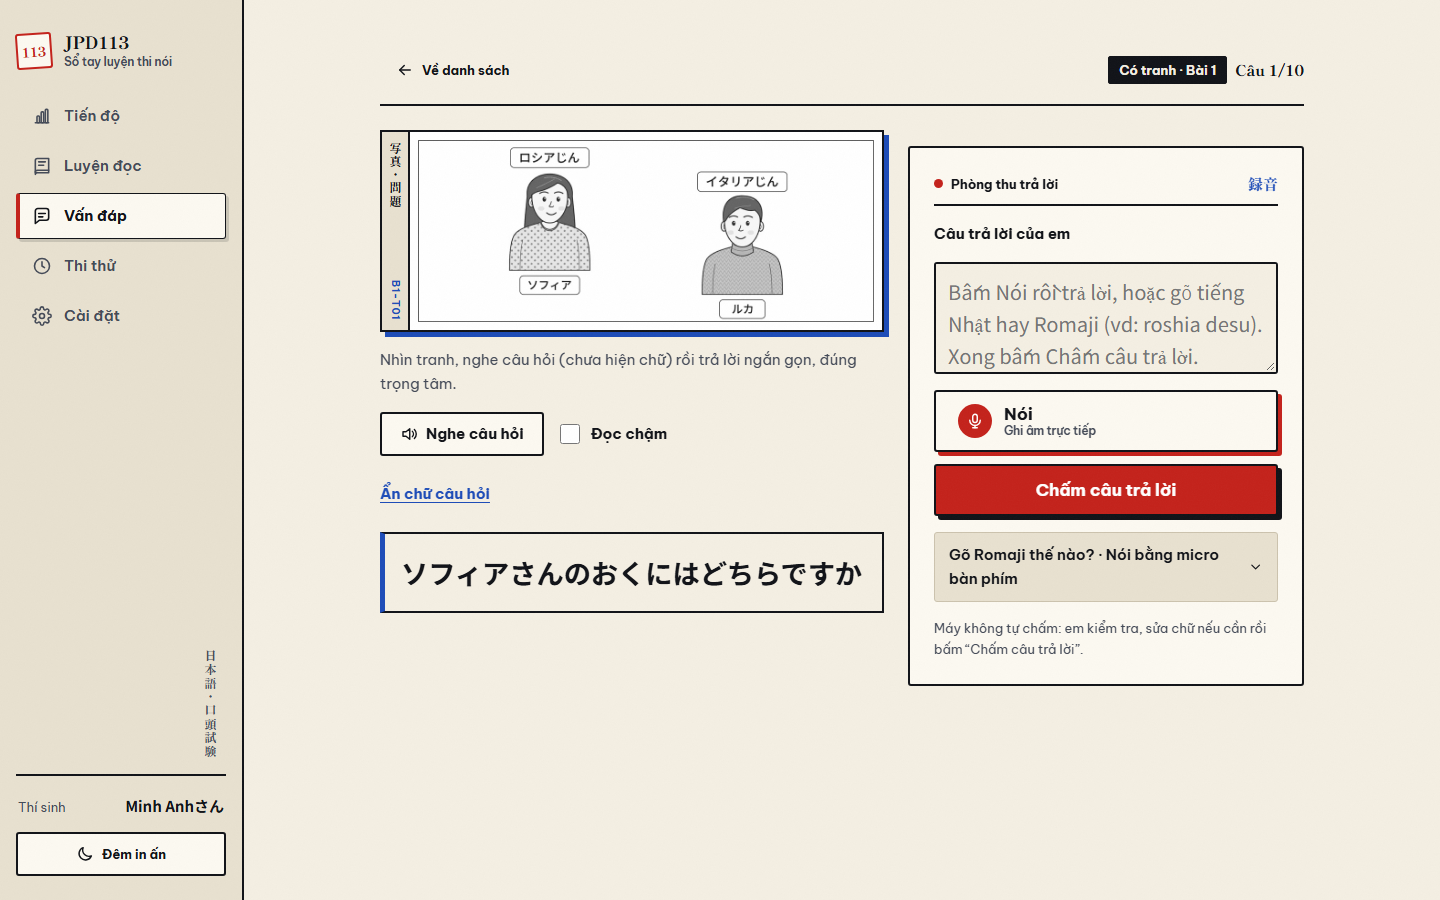 113
JPD113
Sổ tay luyện thi nói
Tiến độ
Luyện đọc
Vấn đáp
Thi thử
Cài đặt
日本語・口頭試験
Thí sinh
Minh Anhさん
Đêm in ấn
Về danh sách
Có tranh · Bài 1
Câu 1/10
写真・問題
B1-T01
ロシアじん
ソフィア
イタリアじん
ルカ
Nhìn tranh, nghe câu hỏi (chưa hiện chữ) rồi trả lời ngắn gọn, đúng
trọng tâm.
Nghe câu hỏi
Đọc chậm
Ẩn chữ câu hỏi
ソフィアさんのおくにはどちらですか
Phòng thu trả lời
録音
Câu trả lời của em
Bấm Nói rồi trả lời, hoặc gõ tiếng
Nhật hay Romaji (vd: roshia desu).
Xong bấm Chấm câu trả lời.
Nói
Ghi âm trực tiếp
Chấm câu trả lời
Gõ Romaji thế nào? · Nói bằng micro
bàn phím
Máy không tự chấm: em kiểm tra, sửa chữ nếu cần rồi
bấm “Chấm câu trả lời”.